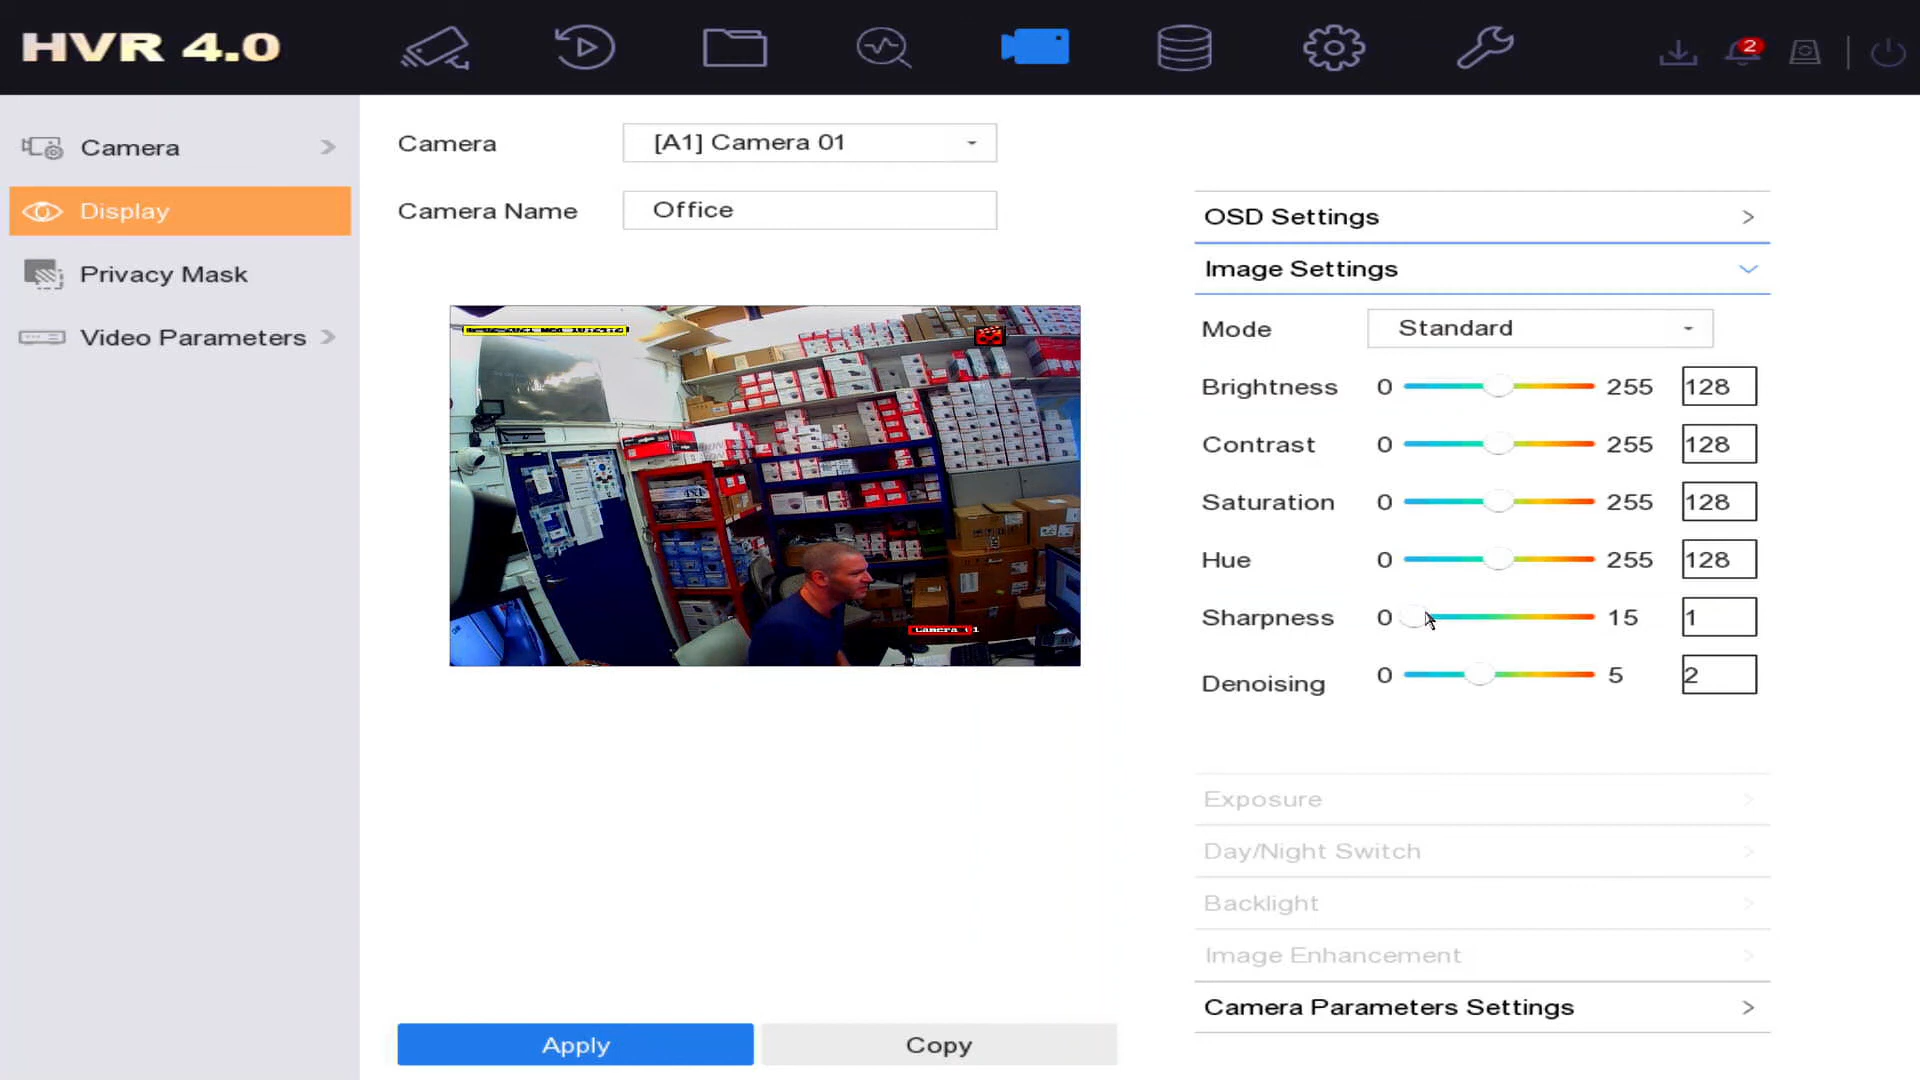 HVR 4.0
2
Camera
Display
Privacy Mask
Video Parameters
Camera
[A1] Camera 01
Camera Name
Office
Camera 01
Apply
Copy
OSD Settings
Image Settings
Mode
Standard
Brightness 0 255 128
Contrast 0 255 128
Saturation 0 255 128
Hue 0 255 128
Sharpness 0 15 1
Denoising 0 5 2
Exposure
Day/Night Switch
Backlight
Image Enhancement
Camera Parameters Settings